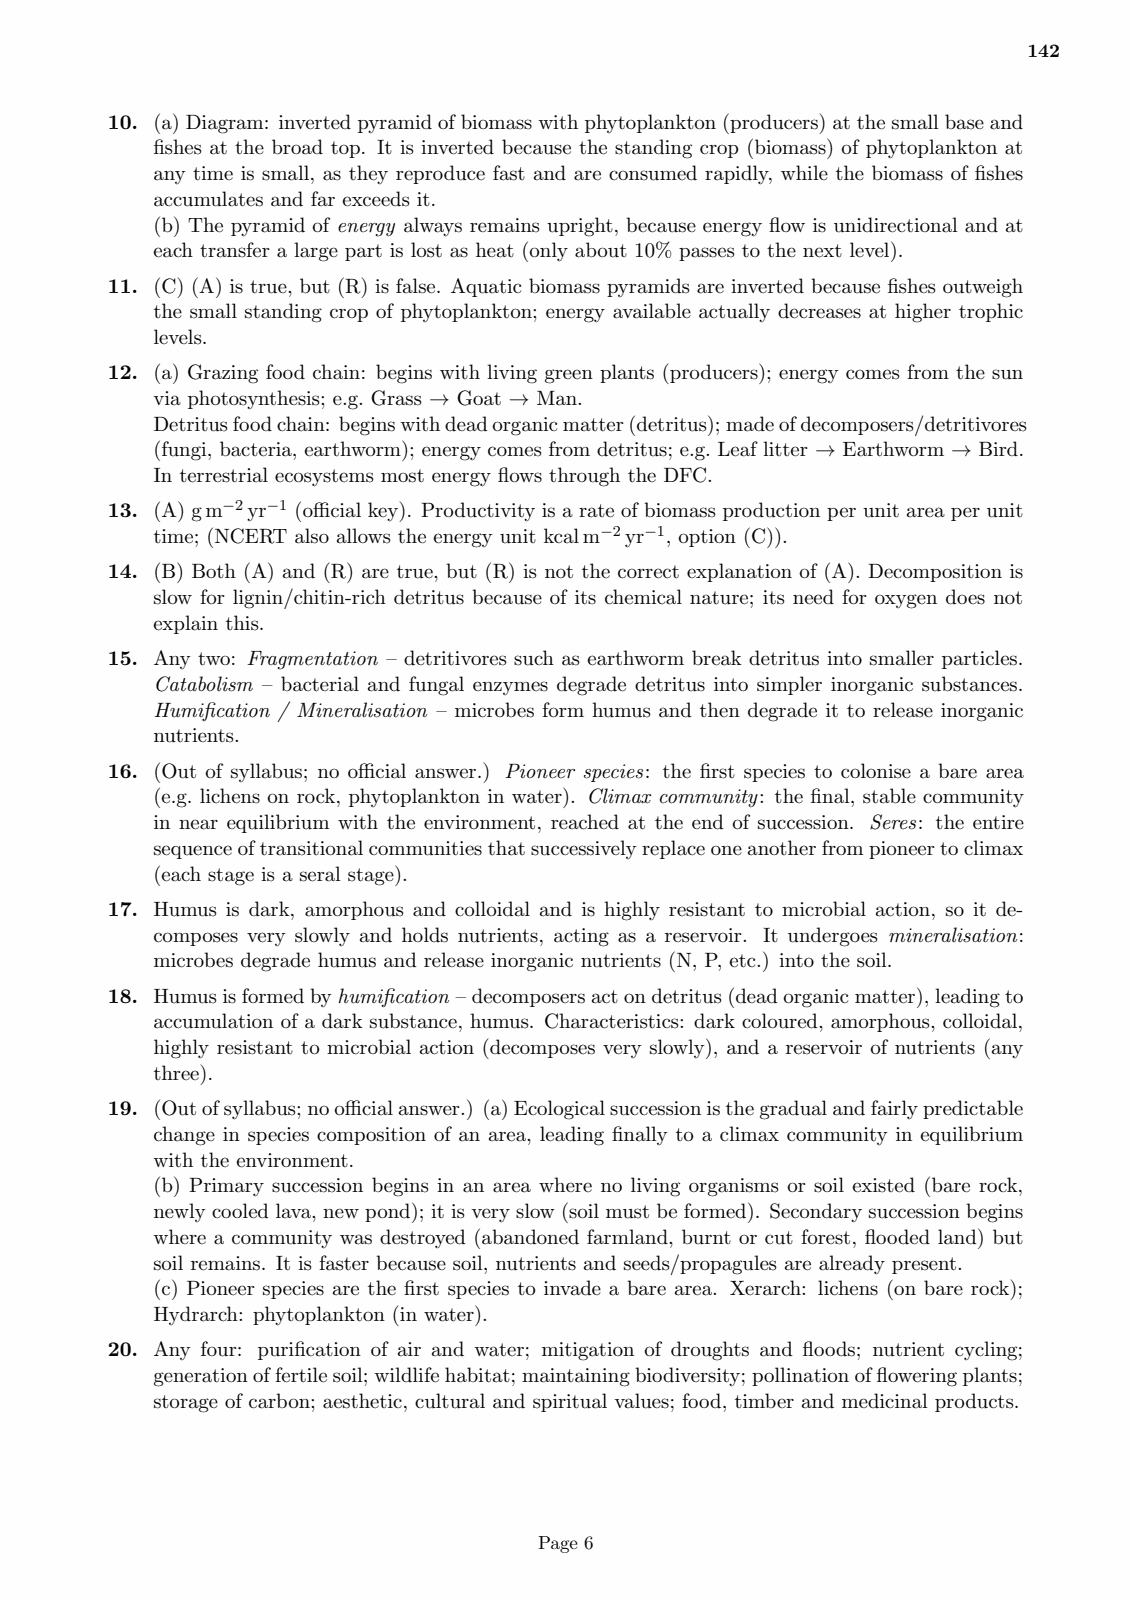 142
10. (a) Diagram: inverted pyramid of biomass with phytoplankton (producers) at the small base and
fishes at the broad top. It is inverted because the standing crop (biomass) of phytoplankton at
any time is small, as they reproduce fast and are consumed rapidly, while the biomass of fishes
accumulates and far exceeds it.
(b) The pyramid of energy always remains upright, because energy flow is unidirectional and at
each transfer a large part is lost as heat (only about 10% passes to the next level).
11. (C) (A) is true, but (R) is false. Aquatic biomass pyramids are inverted because fishes outweigh
the small standing crop of phytoplankton; energy available actually decreases at higher trophic
levels.
12. (a) Grazing food chain: begins with living green plants (producers); energy comes from the sun
via photosynthesis; e.g. Grass → Goat → Man.
Detritus food chain: begins with dead organic matter (detritus); made of decomposers/detritivores
(fungi, bacteria, earthworm); energy comes from detritus; e.g. Leaf litter → Earthworm → Bird.
In terrestrial ecosystems most energy flows through the DFC.
13. (A) g m⁻² yr⁻¹ (official key). Productivity is a rate of biomass production per unit area per unit
time; (NCERT also allows the energy unit kcal m⁻² yr⁻¹, option (C)).
14. (B) Both (A) and (R) are true, but (R) is not the correct explanation of (A). Decomposition is
slow for lignin/chitin-rich detritus because of its chemical nature; its need for oxygen does not
explain this.
15. Any two: Fragmentation – detritivores such as earthworm break detritus into smaller particles.
Catabolism – bacterial and fungal enzymes degrade detritus into simpler inorganic substances.
Humification / Mineralisation – microbes form humus and then degrade it to release inorganic
nutrients.
16. (Out of syllabus; no official answer.) Pioneer species: the first species to colonise a bare area
(e.g. lichens on rock, phytoplankton in water). Climax community: the final, stable community
in near equilibrium with the environment, reached at the end of succession. Seres: the entire
sequence of transitional communities that successively replace one another from pioneer to climax
(each stage is a seral stage).
17. Humus is dark, amorphous and colloidal and is highly resistant to microbial action, so it de-
composes very slowly and holds nutrients, acting as a reservoir. It undergoes mineralisation:
microbes degrade humus and release inorganic nutrients (N, P, etc.) into the soil.
18. Humus is formed by humification – decomposers act on detritus (dead organic matter), leading to
accumulation of a dark substance, humus. Characteristics: dark coloured, amorphous, colloidal,
highly resistant to microbial action (decomposes very slowly), and a reservoir of nutrients (any
three).
19. (Out of syllabus; no official answer.) (a) Ecological succession is the gradual and fairly predictable
change in species composition of an area, leading finally to a climax community in equilibrium
with the environment.
(b) Primary succession begins in an area where no living organisms or soil existed (bare rock,
newly cooled lava, new pond); it is very slow (soil must be formed). Secondary succession begins
where a community was destroyed (abandoned farmland, burnt or cut forest, flooded land) but
soil remains. It is faster because soil, nutrients and seeds/propagules are already present.
(c) Pioneer species are the first species to invade a bare area. Xerarch: lichens (on bare rock);
Hydrarch: phytoplankton (in water).
20. Any four: purification of air and water; mitigation of droughts and floods; nutrient cycling;
generation of fertile soil; wildlife habitat; maintaining biodiversity; pollination of flowering plants;
storage of carbon; aesthetic, cultural and spiritual values; food, timber and medicinal products.
Page 6